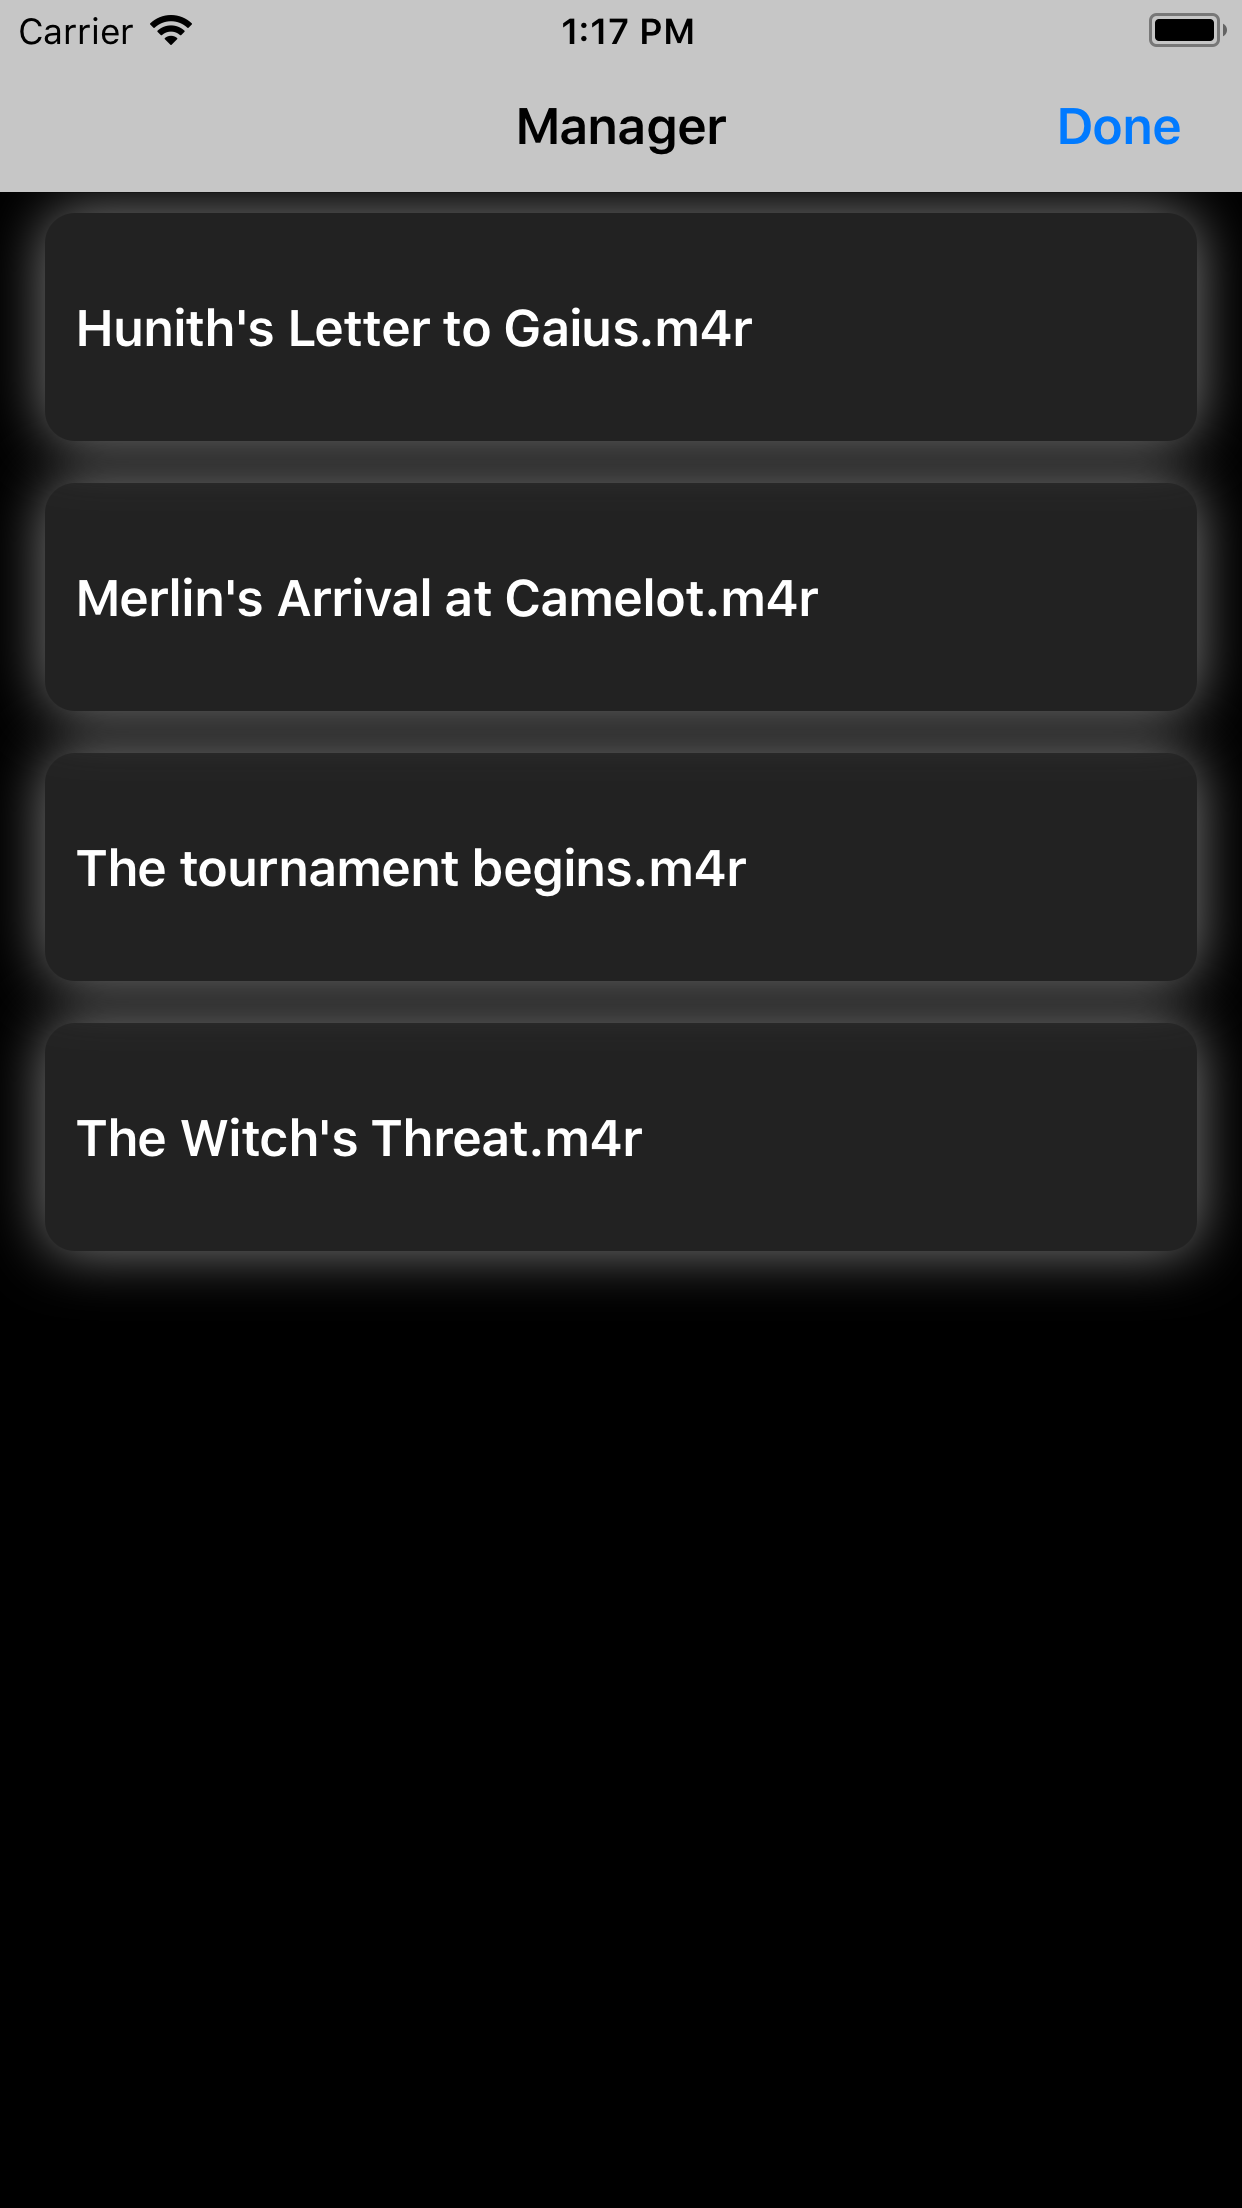 Carrier 1:17 PM
Manager Done
Hunith's Letter to Gaius.m4r
Merlin's Arrival at Camelot.m4r
The tournament begins.m4r
The Witch's Threat.m4r